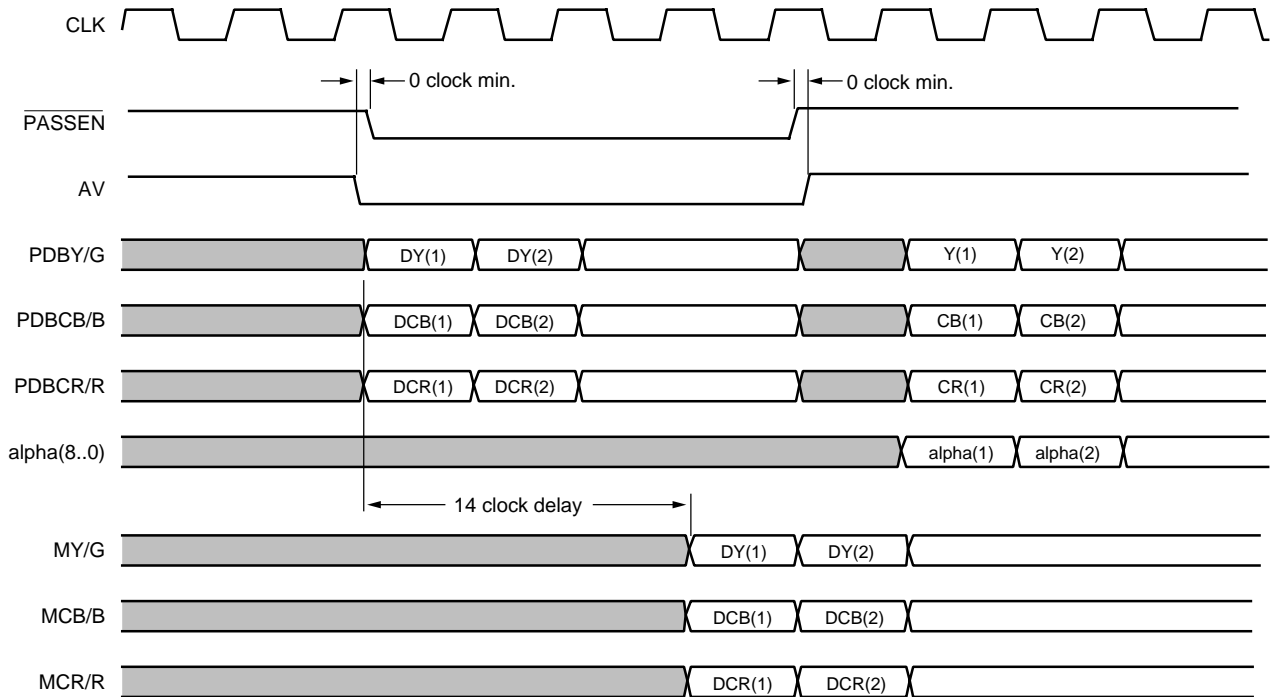 CLK
0 clock min. 0 clock min.
PASSEN
AV
PDBY/G DY(1) DY(2) Y(1) Y(2)
PDBCB/B DCB(1) DCB(2) CB(1) CB(2)
PDBCR/R DCR(1) DCR(2) CR(1) CR(2)
alpha(8..0) alpha(1) alpha(2)
14 clock delay
MY/G DY(1) DY(2)
MCB/B DCB(1) DCB(2)
MCR/R DCR(1) DCR(2)